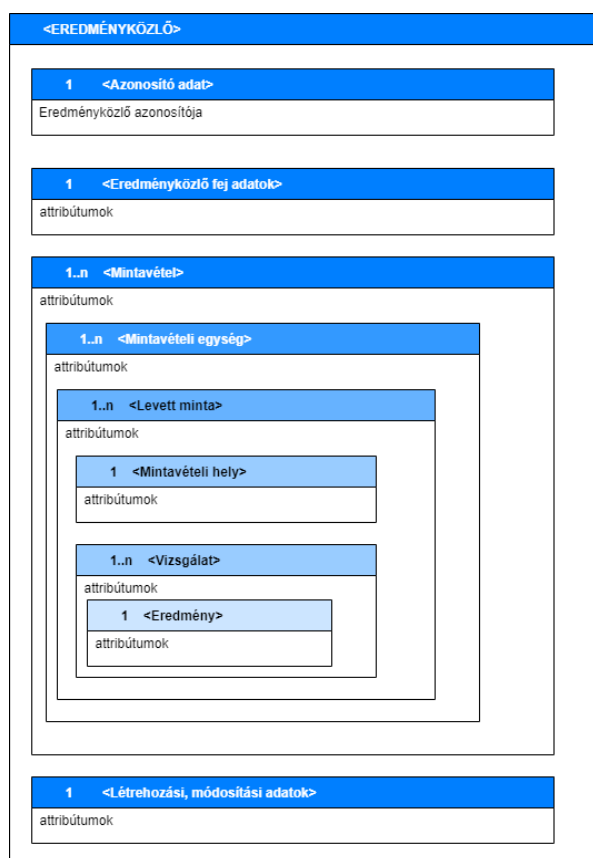 <EREDMÉNYKÖZLŐ>
1 <Azonosító adat>
Eredményközlő azonosítója
1 <Eredményközlő fej adatok>
attribútumok
1..n <Mintavétel>
attribútumok
1..n <Mintavételi egység>
attribútumok
1..n <Levett minta>
attribútumok
1 <Mintavételi hely>
attribútumok
1..n <Vizsgálat>
attribútumok
1 <Eredmény>
attribútumok
1 <Létrehozási, módosítási adatok>
attribútumok